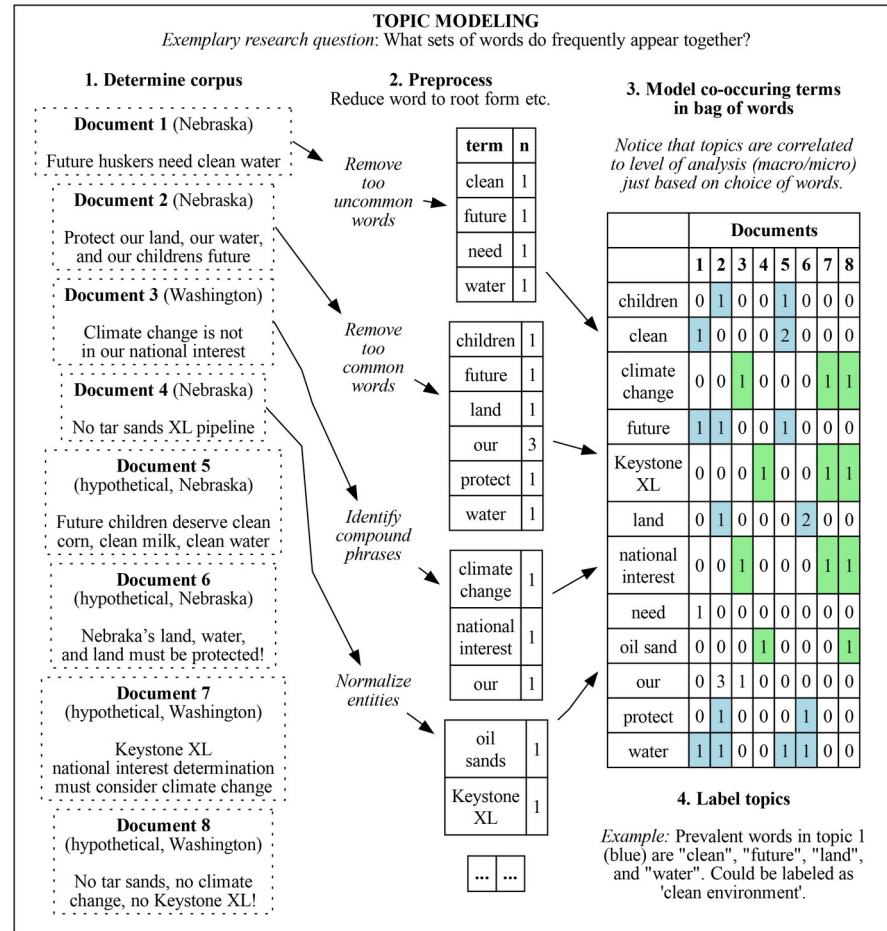 TOPIC MODELING
Exemplary research question: What sets of words do frequently appear together?
1. Determine corpus
Document 1 (Nebraska)
Future huskers need clean water
Document 2 (Nebraska)
Protect our land, our water,
and our childrens future
Document 3 (Washington)
Climate change is not
in our national interest
Document 4 (Nebraska)
No tar sands XL pipeline
Document 5
(hypothetical, Nebraska)
Future children deserve clean
corn, clean milk, clean water
Document 6
(hypothetical, Nebraska)
Nebraka's land, water,
and land must be protected!
Document 7
(hypothetical, Washington)
Keystone XL
national interest determination
must consider climate change
Document 8
(hypothetical, Washington)
No tar sands, no climate
change, no Keystone XL!
2. Preprocess
Reduce word to root form etc.
Remove
too
uncommon
words
Remove
too
common
words
Identify
compound
phrases
Normalize
entities
term n
clean 1
future 1
need 1
water 1
children 1
future 1
land 1
our 3
protect 1
water 1
climate
change 1
national
interest 1
our 1
oil
sands 1
Keystone
XL 1
... ...
3. Model co-occuring terms
in bag of words
Notice that topics are correlated
to level of analysis (macro/micro)
just based on choice of words.
Documents
1 2 3 4 5 6 7 8
children 0 1 0 0 1 0 0 0
clean 1 0 0 0 2 0 0 0
climate
change 0 0 1 0 0 0 1 1
future 1 1 0 0 1 0 0 0
Keystone
XL 0 0 0 1 0 0 1 1
land 0 1 0 0 0 2 0 0
national
interest 0 0 1 0 0 0 1 1
need 1 0 0 0 0 0 0 0
oil sand 0 0 0 1 0 0 0 1
our 0 3 1 0 0 0 0 0
protect 0 1 0 0 0 1 0 0
water 1 1 0 0 1 1 0 0
4. Label topics
Example: Prevalent words in topic 1
(blue) are "clean", "future", "land",
and "water". Could be labeled as
'clean environment'.